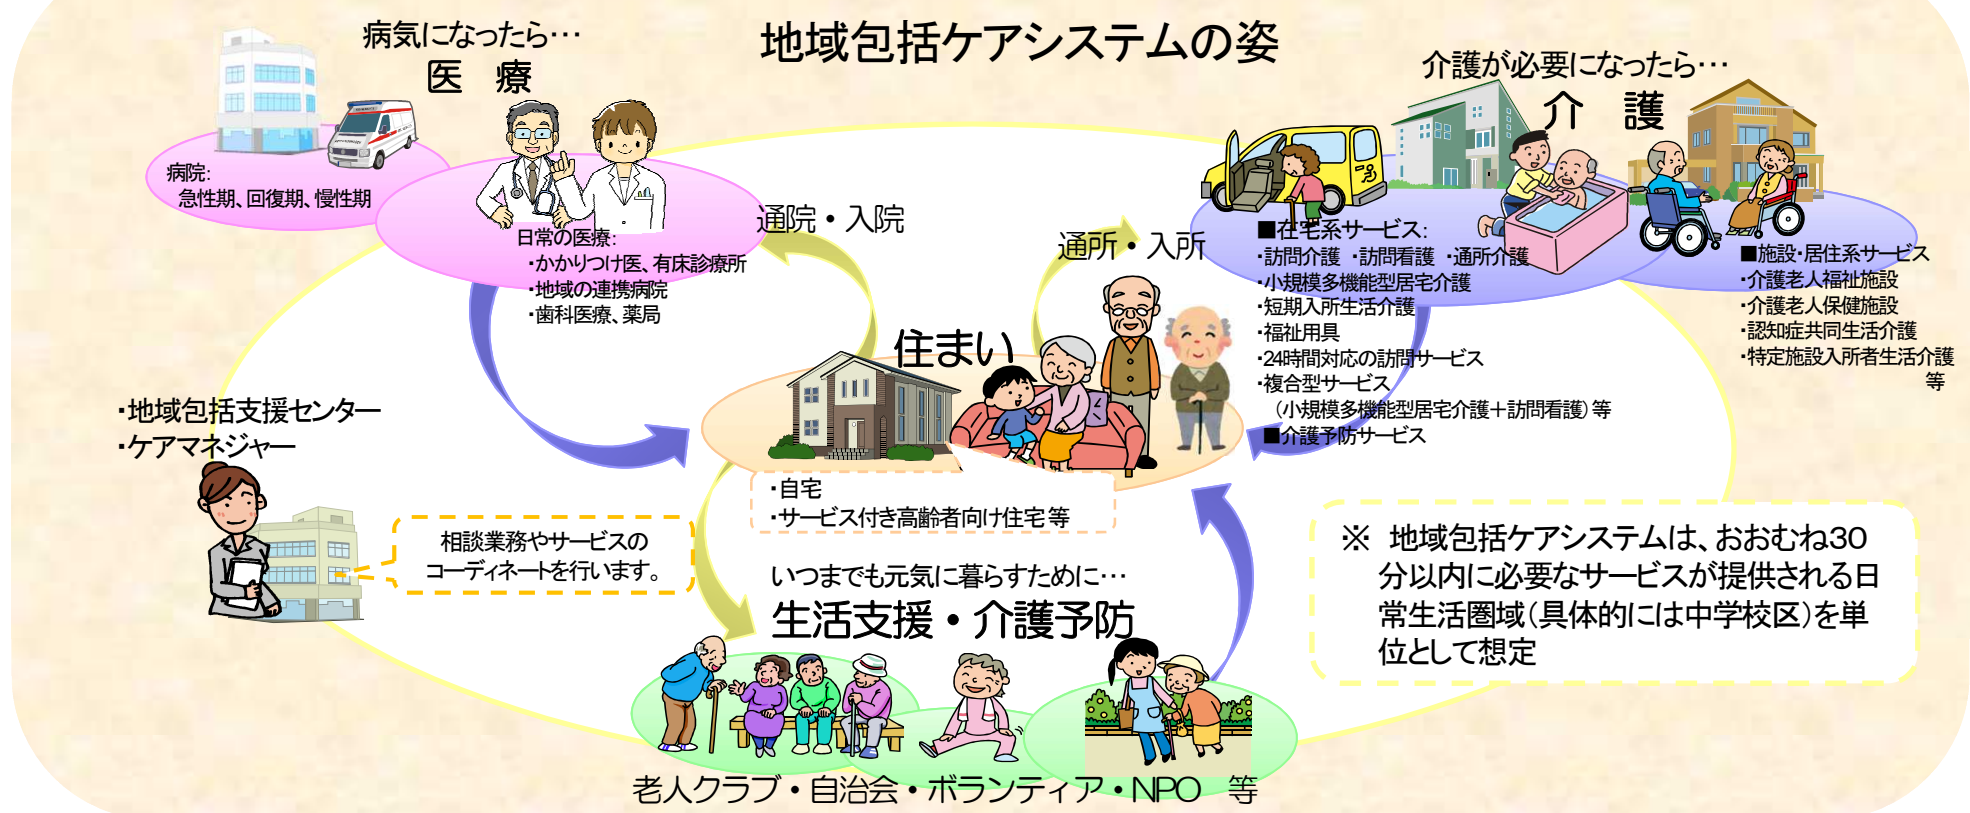 地域包括ケアシステムの姿
病気になったら…
医 療
病院:
急性期、回復期、慢性期
日常の医療:
・かかりつけ医、有床診療所
・地域の連携病院
・歯科医療、薬局
通院・入院
通所・入所
介護が必要になったら…
介 護
■在宅系サービス:
・訪問介護 ・訪問看護 ・通所介護
・小規模多機能型居宅介護
・短期入所生活介護
・福祉用具
・24時間対応の訪問サービス
・複合型サービス
(小規模多機能型居宅介護+訪問看護)等
■介護予防サービス
■施設・居住系サービス
・介護老人福祉施設
・介護老人保健施設
・認知症共同生活介護
・特定施設入所者生活介護
等
住まい
・自宅
・サービス付き高齢者向け住宅 等
・地域包括支援センター
・ケアマネジャー
相談業務やサービスの
コーディネートを行います。
いつまでも元気に暮らすために…
生活支援・介護予防
老人クラブ・自治会・ボランティア・NPO 等
※ 地域包括ケアシステムは、おおむね30
分以内に必要なサービスが提供される日
常生活圏域(具体的には中学校区)を単
位として想定